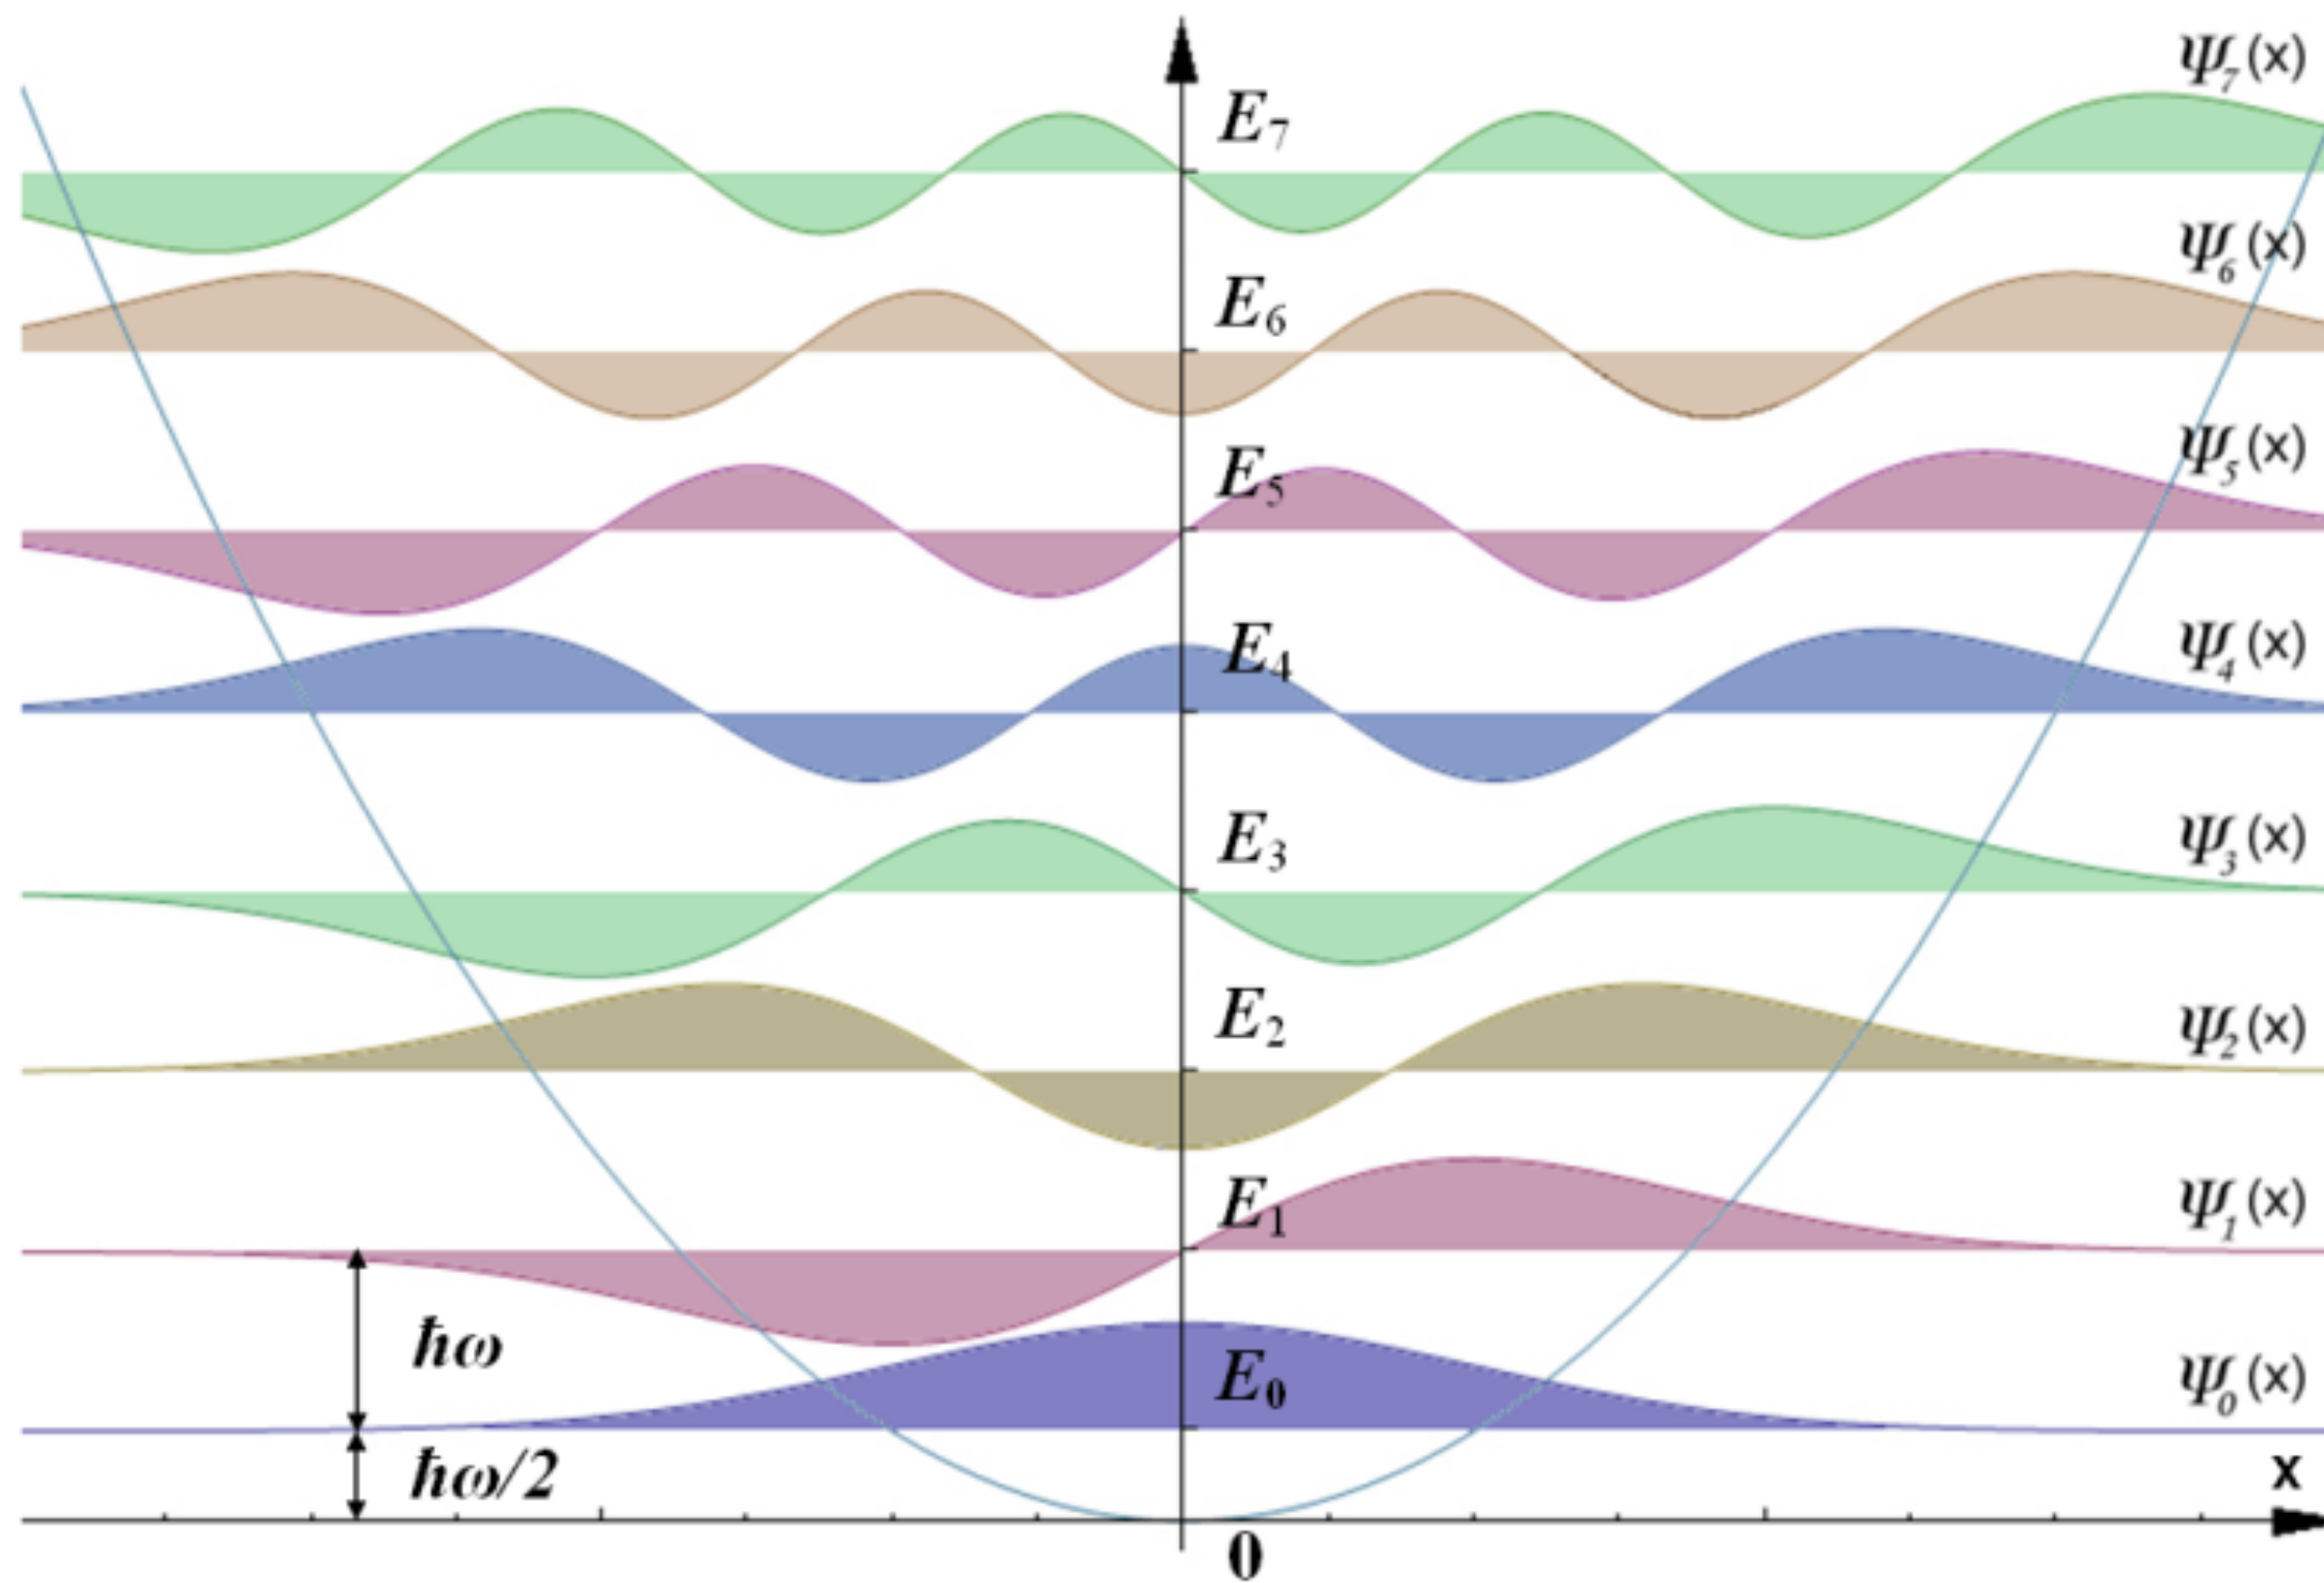 Ψ₇(x)
E₇
Ψ₆(x)
E₆
Ψ₅(x)
E₅
Ψ₄(x)
E₄
Ψ₃(x)
E₃
Ψ₂(x)
E₂
Ψ₁(x)
E₁
ħω
Ψ₀(x)
E₀
ħω/2
x
0